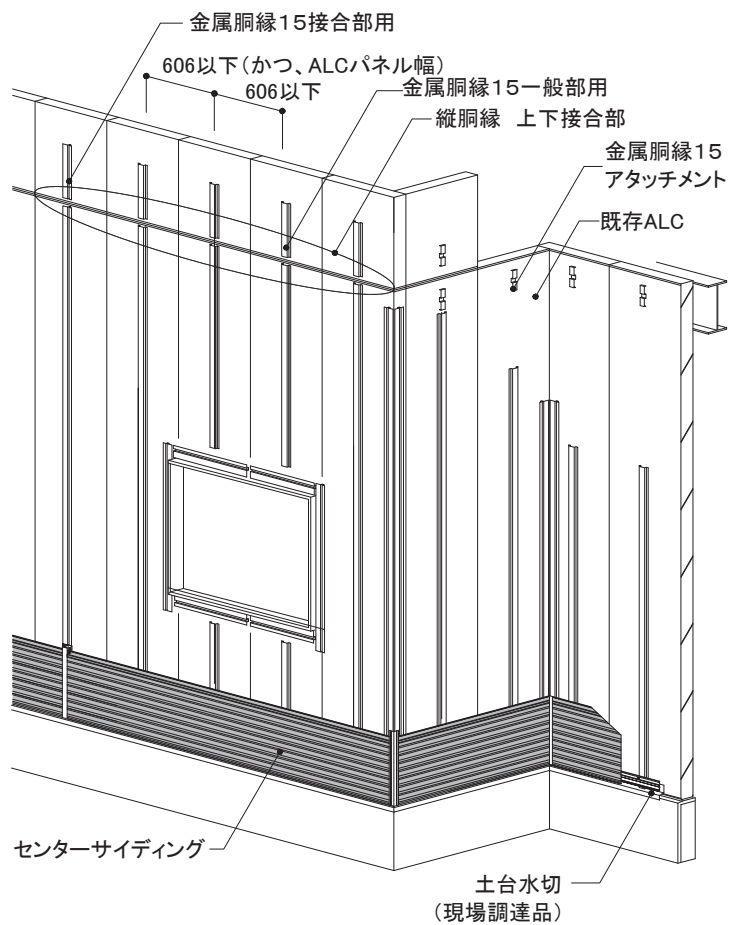 金属胴縁15接合部用
606以下(かつ、ALCパネル幅)
606以下
金属胴縁15一般部用
縦胴縁 上下接合部
金属胴縁15
アタッチメント
既存ALC
センターサイディング
土台水切
(現場調達品)